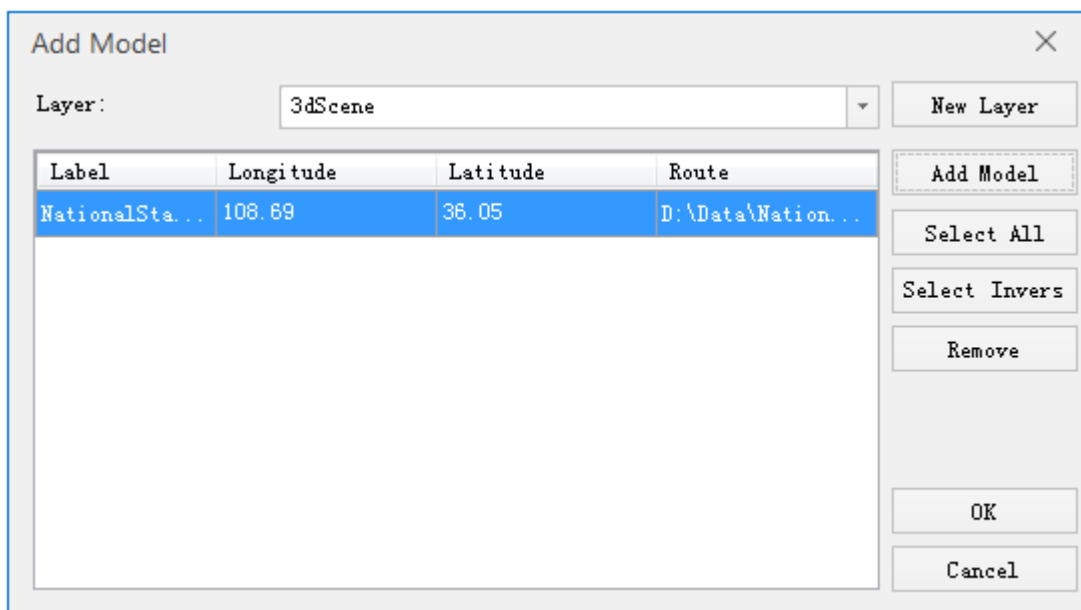 Add Model
Layer: 3dScene New Layer
Label Longitude Latitude Route Add Model
NationalSta... 108.69 36.05 D:\Data\Nation...
Select All
Select Invers
Remove
OK
Cancel